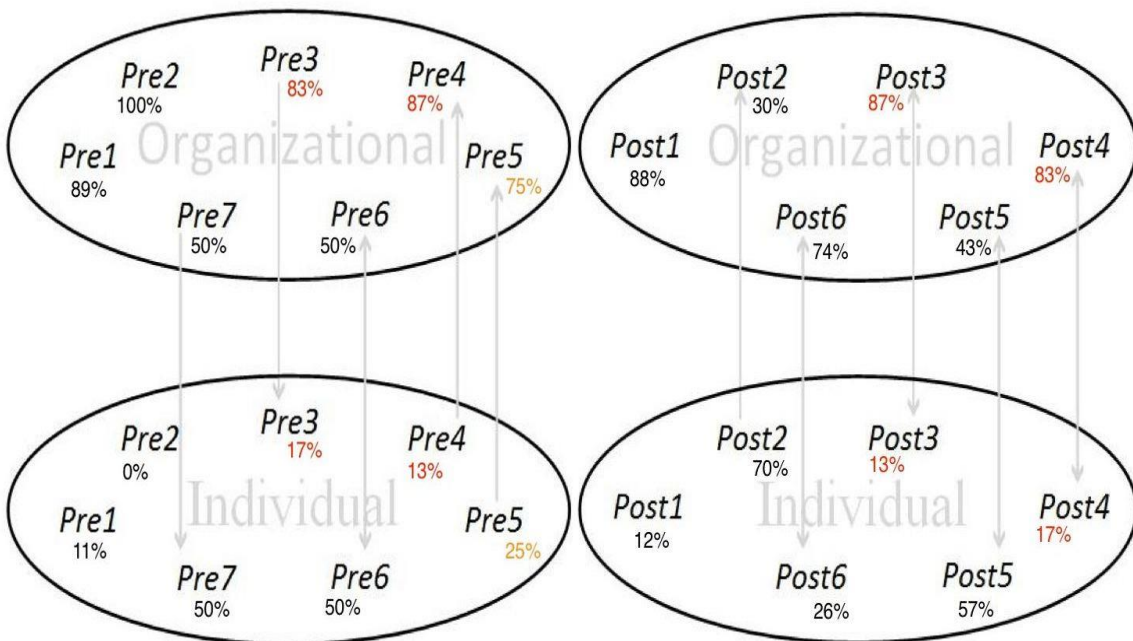 Pre3
83%
Pre2
100%
Pre4
87%
Organizational
Pre1
89%
Pre5
75%
Pre7
50%
Pre6
50%
Post2
30%
Post3
87%
Organizational
Post1
88%
Post4
83%
Post6
74%
Post5
43%
Pre3
17%
Pre2
0%
Pre4
13%
Individual
Pre1
11%
Pre5
25%
Pre7
50%
Pre6
50%
Post2
70%
Post3
13%
Individual
Post1
12%
Post4
17%
Post6
26%
Post5
57%